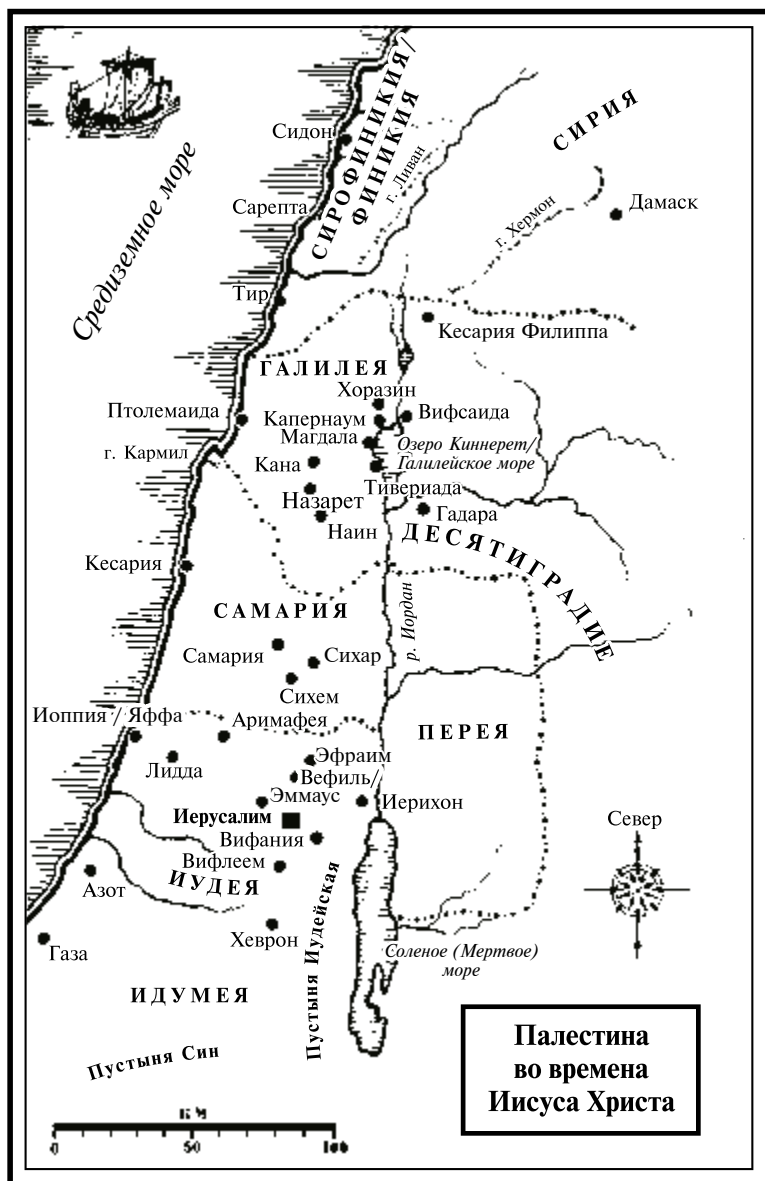 Сидон
СИРОФИНИКИЯ/
ФИНИКИЯ
г. Ливан
СИРИЯ
Средиземное море
Сарепта
г. Хермон
Дамаск
Тир
Кесария Филиппа
ГАЛИЛЕЯ
Хоразин
Птолемаида
Капернаум
Вифсаида
Магдала
Озеро Киннерет/
Галилейское море
г. Кармил
Кана
Тивериада
Назарет
Гадара
Наин
ДЕСЯТИГРАДИЕ
Кесария
САМАРИЯ
р. Иордан
Самария
Сихар
Сихем
Иоппия / Яффа
Аримафея
ПЕРЕЯ
Эфраим
Лидда
Вефиль/
Эммаус
Иерихон
Иерусалим
Север
Вифания
Вифлеем
ИУДЕЯ
Азот
Пустыня Иудейская
Хеврон
Газа
Соленое (Мертвое)
море
ИДУМЕЯ
Пустыня Син
Палестина
во времена
Иисуса Христа
КМ
0 50 100